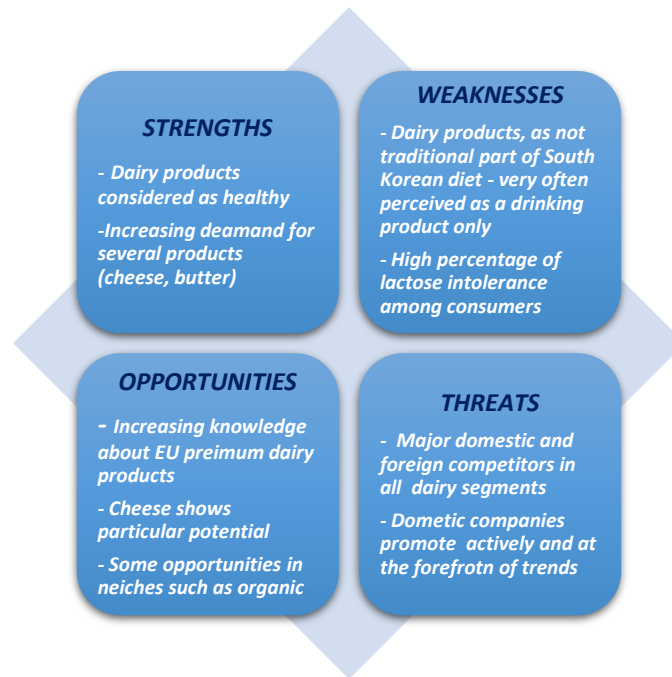 STRENGTHS
- Dairy products
considered as healthy
-Increasing deamand for
several products
(cheese, butter)
WEAKNESSES
- Dairy products, as not
traditional part of South
Korean diet - very often
perceived as a drinking
product only
- High percentage of
lactose intolerance
among consumers
OPPORTUNITIES
- Increasing knowledge
about EU preimum dairy
products
- Cheese shows
particular potential
- Some opportunities in
neiches such as organic
THREATS
- Major domestic and
foreign competitors in
all dairy segments
- Dometic companies
promote actively and at
the forefrotn of trends